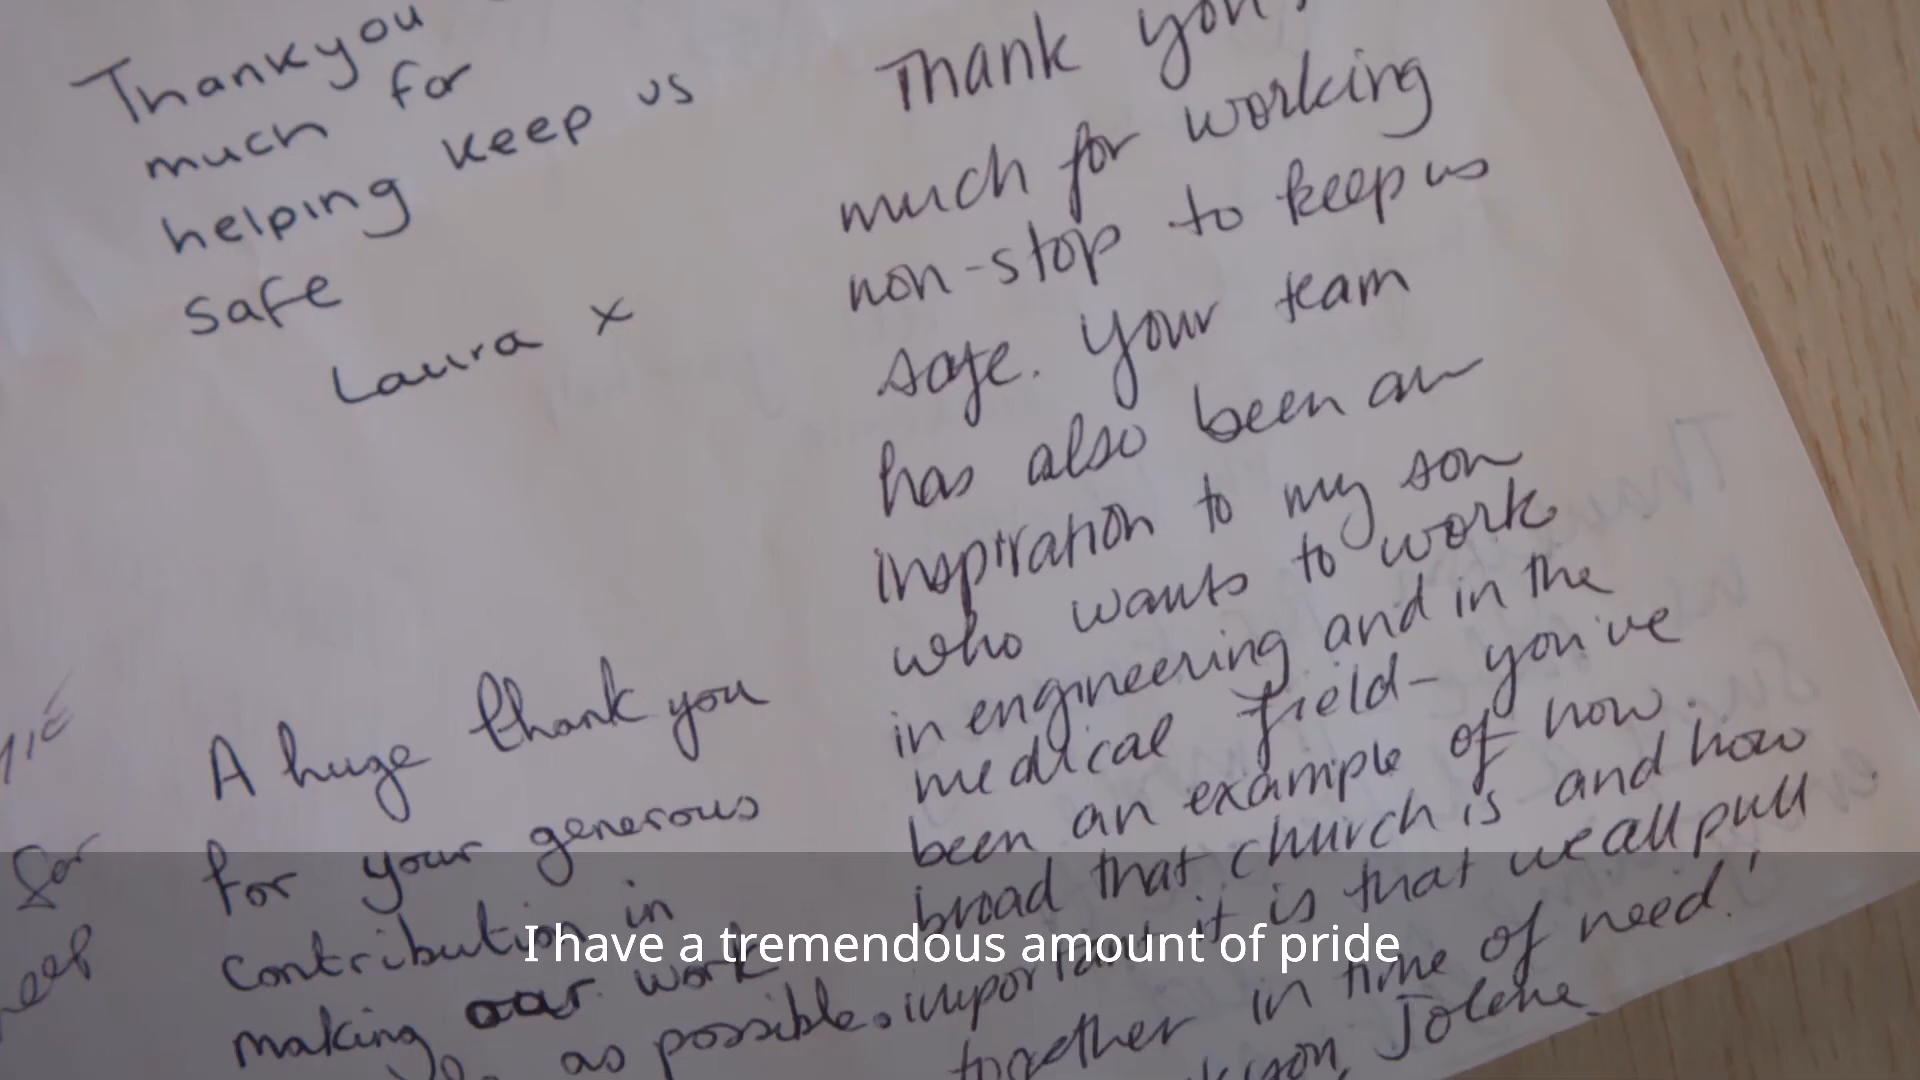 Thankyou
much for
helping keep us
safe
Laura x
A huge thank you
for your generous
contribution in
making our work
as possible.
Thank you
much for working
non-stop to keep us
safe. Your team
has also been an
inspiration to my son
who wants to work
in engineering and in the
medical field - you've
been an example of how
broad that church is and how
important it is that we all pull
together in time of need!
Jolene
for
I have a tremendous amount of pride